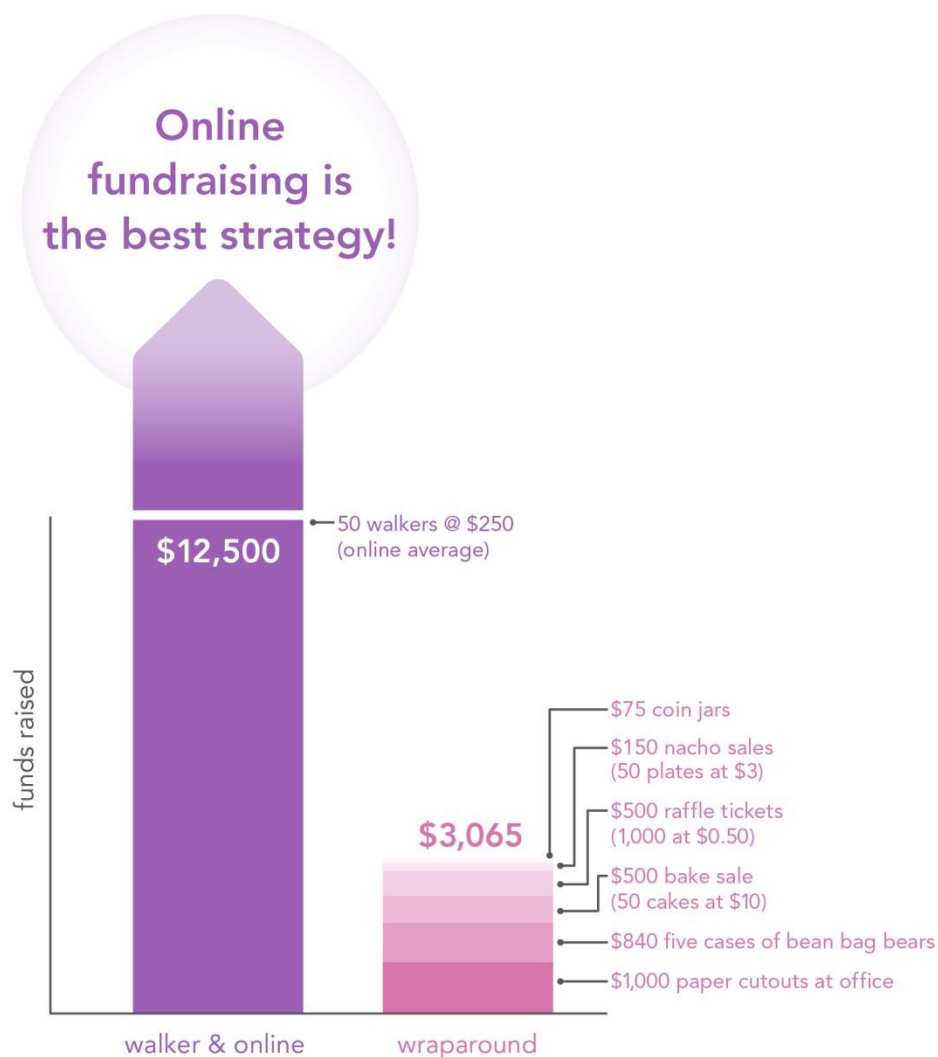 Online
fundraising is
the best strategy!
50 walkers @ $250
(online average)
$12,500
funds raised
$75 coin jars
$150 nacho sales
(50 plates at $3)
$500 raffle tickets
(1,000 at $0.50)
$3,065
$500 bake sale
(50 cakes at $10)
$840 five cases of bean bag bears
$1,000 paper cutouts at office
walker & online
wraparound